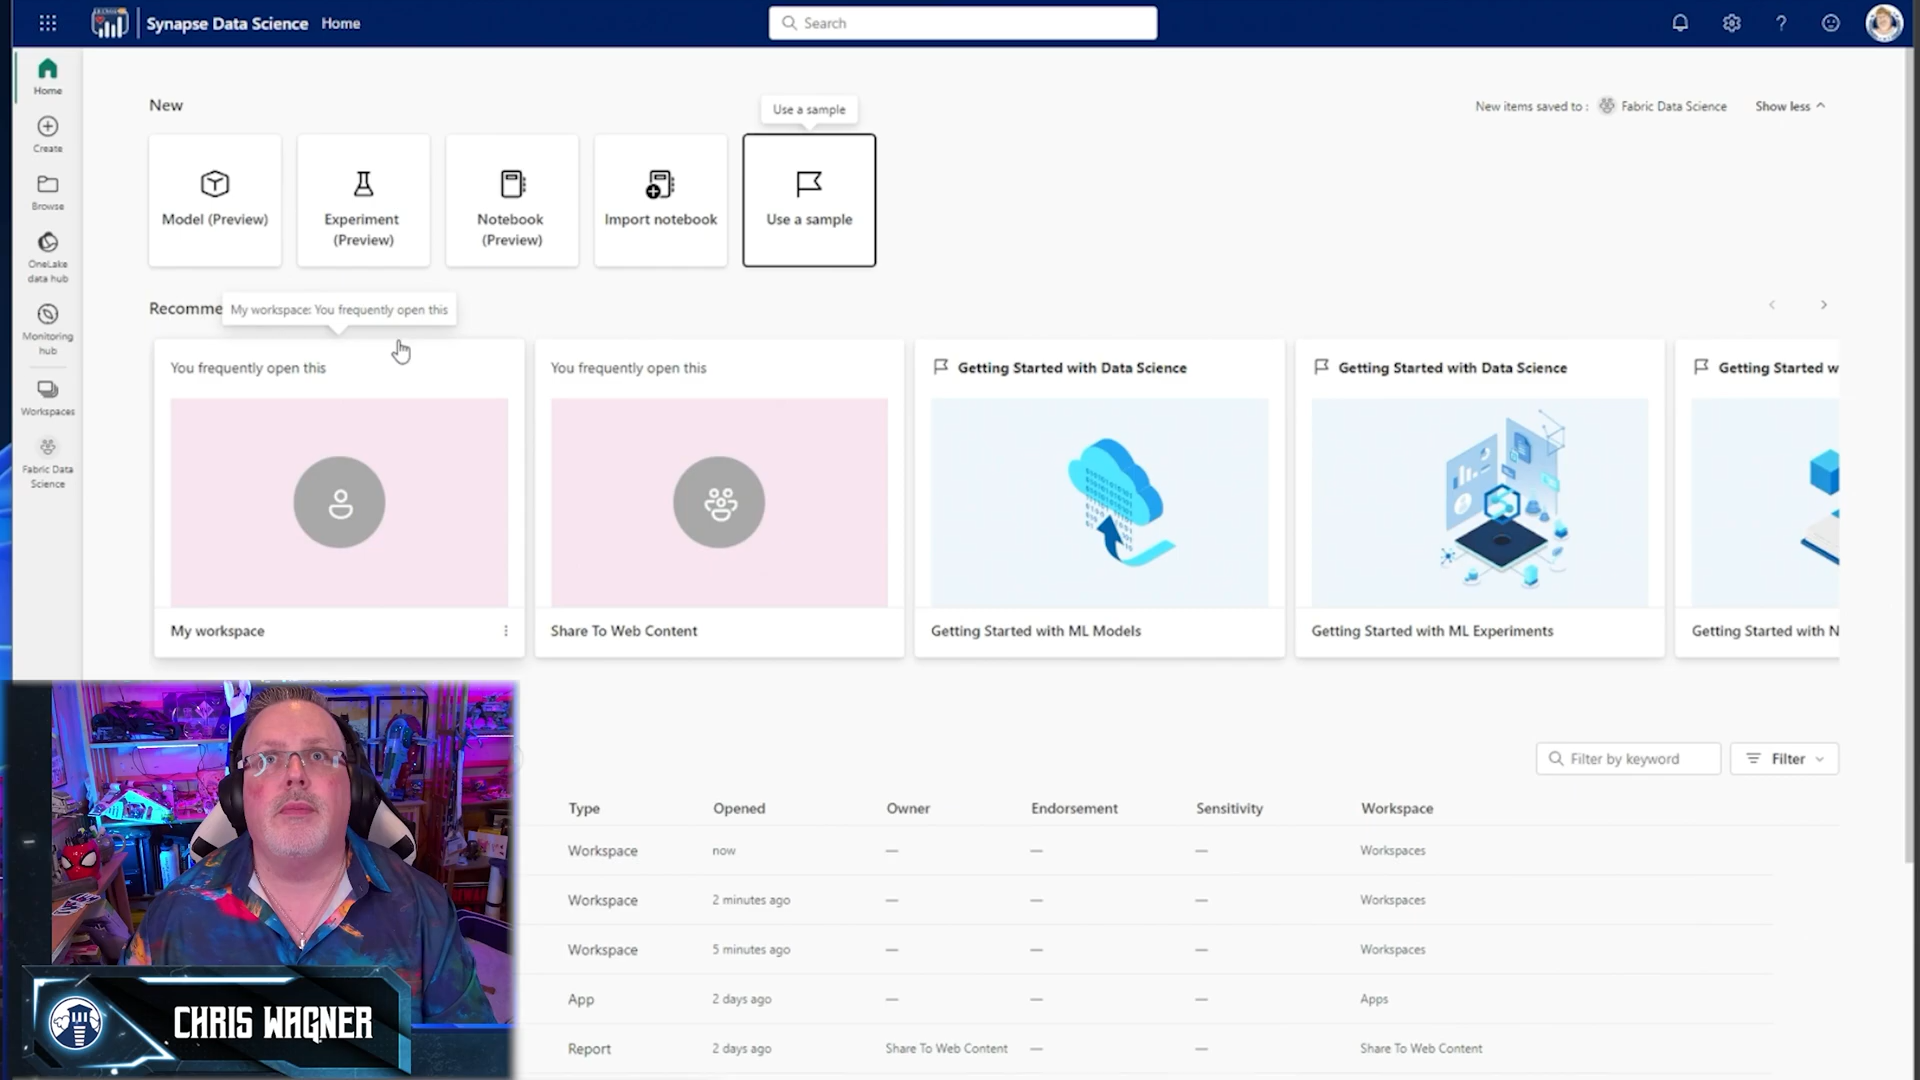 Synapse Data Science Home
Search
Home
Create
Browse
OneLake
data hub
Monitoring
hub
Workspaces
Fabric Data
Science
New
Use a sample
New items saved to : Fabric Data Science Show less
Model (Preview)
Experiment
(Preview)
Notebook
(Preview)
Import notebook
Use a sample
Recomme
My workspace: You frequently open this
You frequently open this
My workspace
You frequently open this
Share To Web Content
Getting Started with Data Science
Getting Started with ML Models
Getting Started with Data Science
Getting Started with ML Experiments
Getting Started w
Getting Started with N
Filter by keyword
Filter
Type Opened Owner Endorsement Sensitivity Workspace
Workspace now — — — Workspaces
Workspace 2 minutes ago — — — Workspaces
Workspace 5 minutes ago — — — Workspaces
App 2 days ago — — — Apps
Report 2 days ago Share To Web Content — — Share To Web Content
CHRIS WAGNER